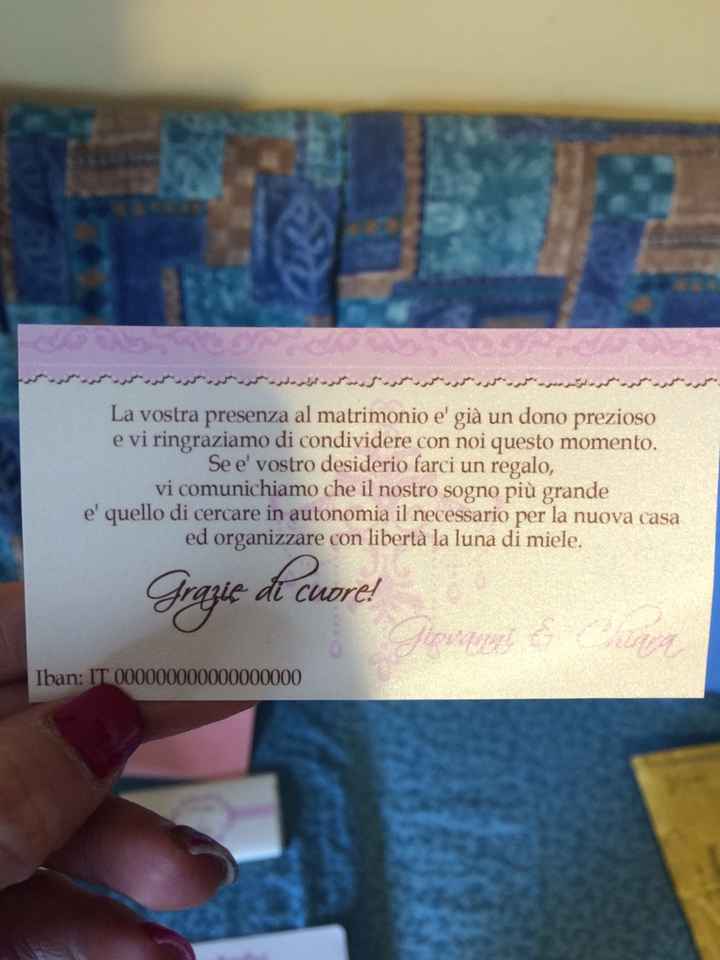 La vostra presenza al matrimonio e' già un dono prezioso
e vi ringraziamo di condividere con noi questo momento.
Se e' vostro desiderio farci un regalo,
vi comunichiamo che il nostro sogno più grande
e' quello di cercare in autonomia il necessario per la nuova casa
ed organizzare con libertà la luna di miele.
Grazie di cuore!
Giovanni & Chiara
Iban: IT 0000000000000000000